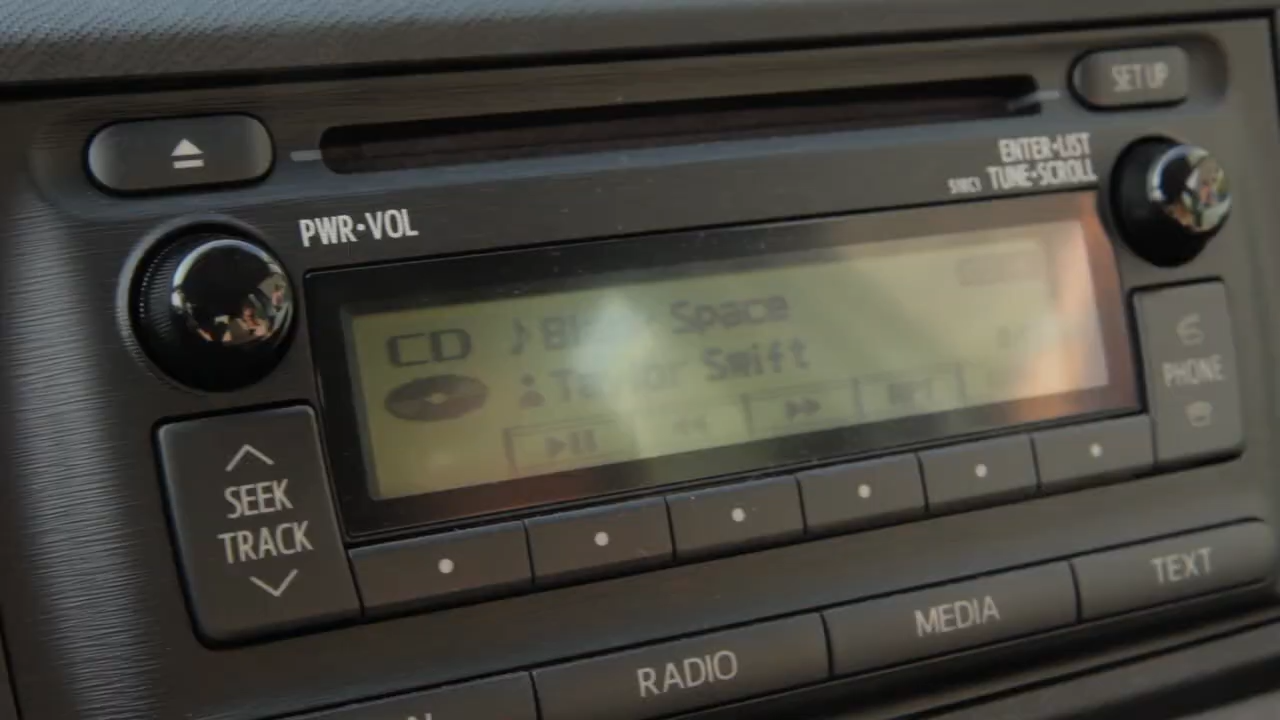 SET UP
ENTER•LIST
TUNE•SCROLL
PWR•VOL
CD
Space
Swift
PHONE
SEEK
TRACK
TEXT
MEDIA
RADIO